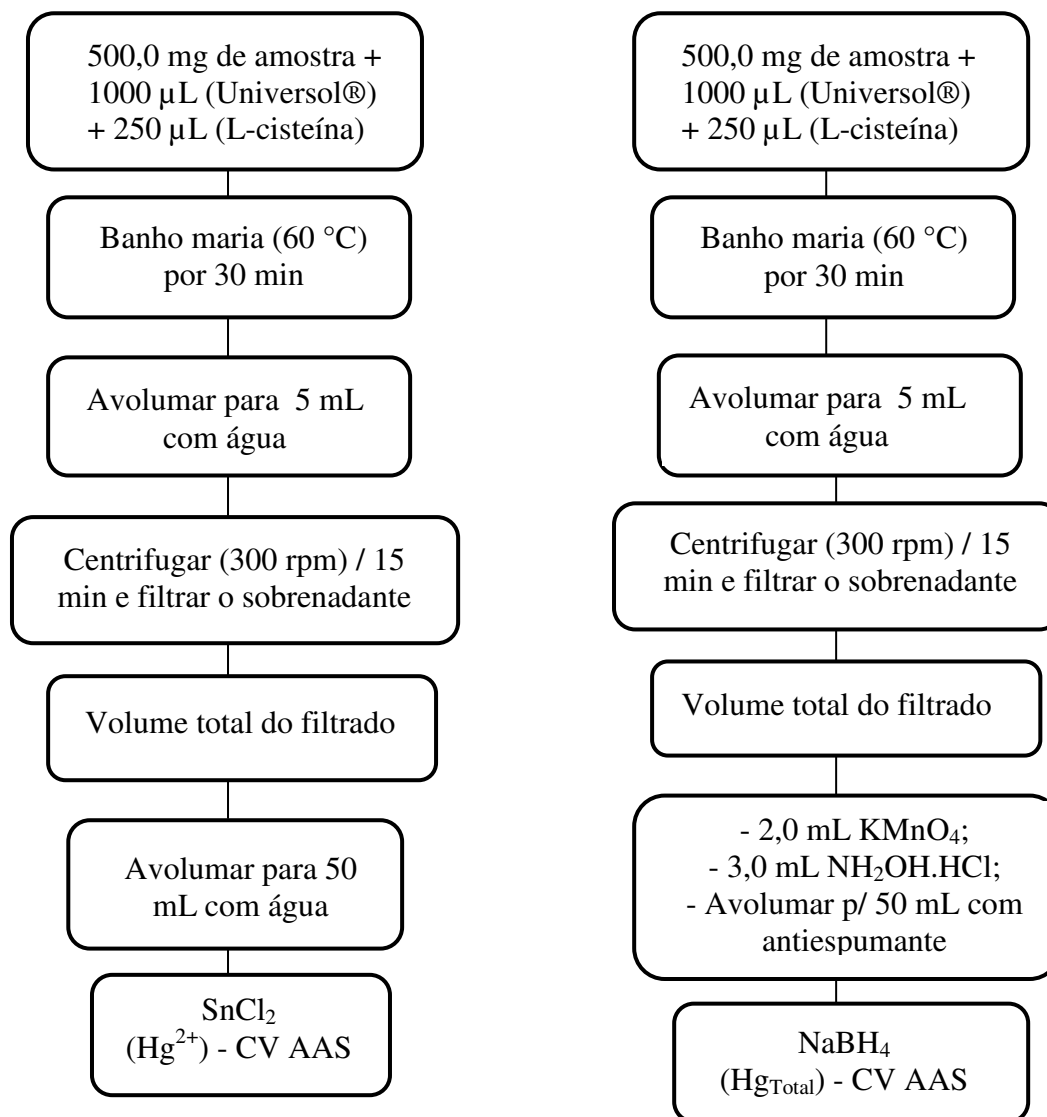 500,0 mg de amostra +
1000 µL (Universol®)
+ 250 µL (L-cisteína)
Banho maria (60 °C)
por 30 min
Avolumar para 5 mL
com água
Centrifugar (300 rpm) / 15
min e filtrar o sobrenadante
Volume total do filtrado
Avolumar para 50
mL com água
SnCl₂
(Hg²⁺) - CV AAS
500,0 mg de amostra +
1000 µL (Universol®)
+ 250 µL (L-cisteína)
Banho maria (60 °C)
por 30 min
Avolumar para 5 mL
com água
Centrifugar (300 rpm) / 15
min e filtrar o sobrenadante
Volume total do filtrado
- 2,0 mL KMnO₄;
- 3,0 mL NH₂OH.HCl;
- Avolumar p/ 50 mL com
antiespumante
NaBH₄
(Hg_Total) - CV AAS